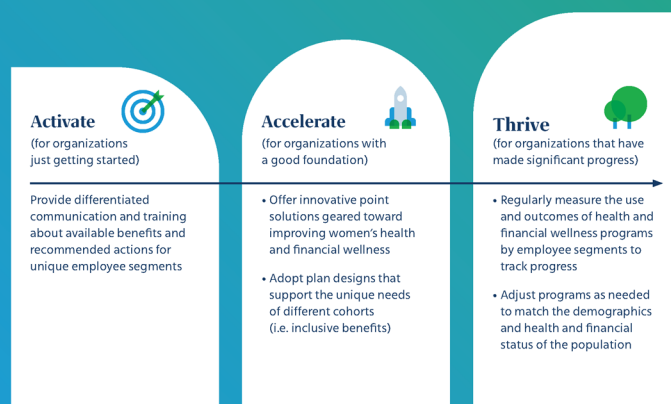 Activate
(for organizations
just getting started)
Provide differentiated
communication and training
about available benefits and
recommended actions for
unique employee segments
Accelerate
(for organizations with
a good foundation)
• Offer innovative point
solutions geared toward
improving women’s health
and financial wellness
• Adopt plan designs that
support the unique needs
of different cohorts
(i.e. inclusive benefits)
Thrive
(for organizations that have
made significant progress)
• Regularly measure the use
and outcomes of health and
financial wellness programs
by employee segments to
track progress
• Adjust programs as needed
to match the demographics
and health and financial
status of the population